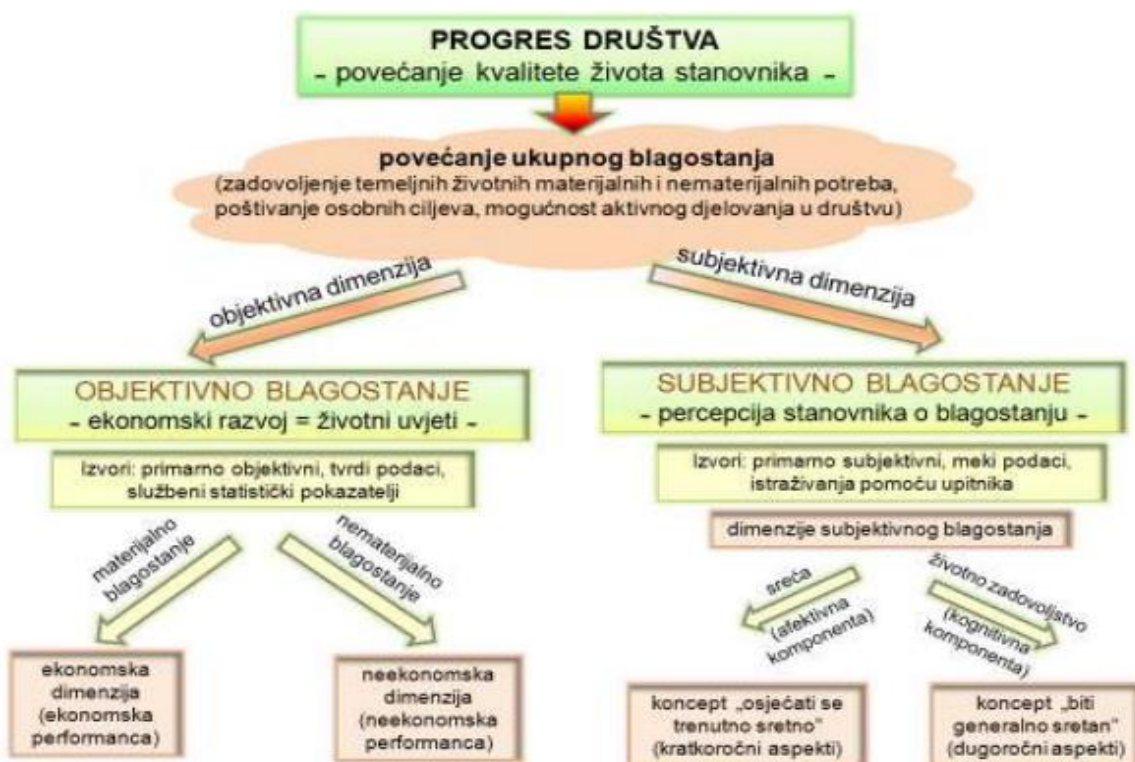 PROGRES DRUŠTVA
- povećanje kvalitete života stanovnika -
povećanje ukupnog blagostanja
(zadovoljenje temeljnih životnih materijalnih i nematerijalnih potreba,
poštivanje osobnih ciljeva, mogućnost aktivnog djelovanja u društvu)
objektivna dimenzija
subjektivna dimenzija
OBJEKTIVNO BLAGOSTANJE
- ekonomski razvoj = životni uvjeti -
Izvori: primarno objektivni, tvrdi podaci,
službeni statistički pokazatelji
materijalno
blagostanje
nematerijalno
blagostanje
ekonomska
dimenzija
(ekonomska
performanca)
neekonomska
dimenzija
(neekonomska
performanca)
SUBJEKTIVNO BLAGOSTANJE
- percepcija stanovnika o blagostanju -
Izvori: primarno subjektivni, meki podaci,
istraživanja pomoću upitnika
dimenzije subjektivnog blagostanja
sreća
(afektivna
komponenta)
životno zadovoljstvo
(kognitivna
komponenta)
koncept „osjećati se
trenutno sretno"
(kratkoročni aspekti)
koncept „biti
generalno sretan"
(dugoročni aspekti)